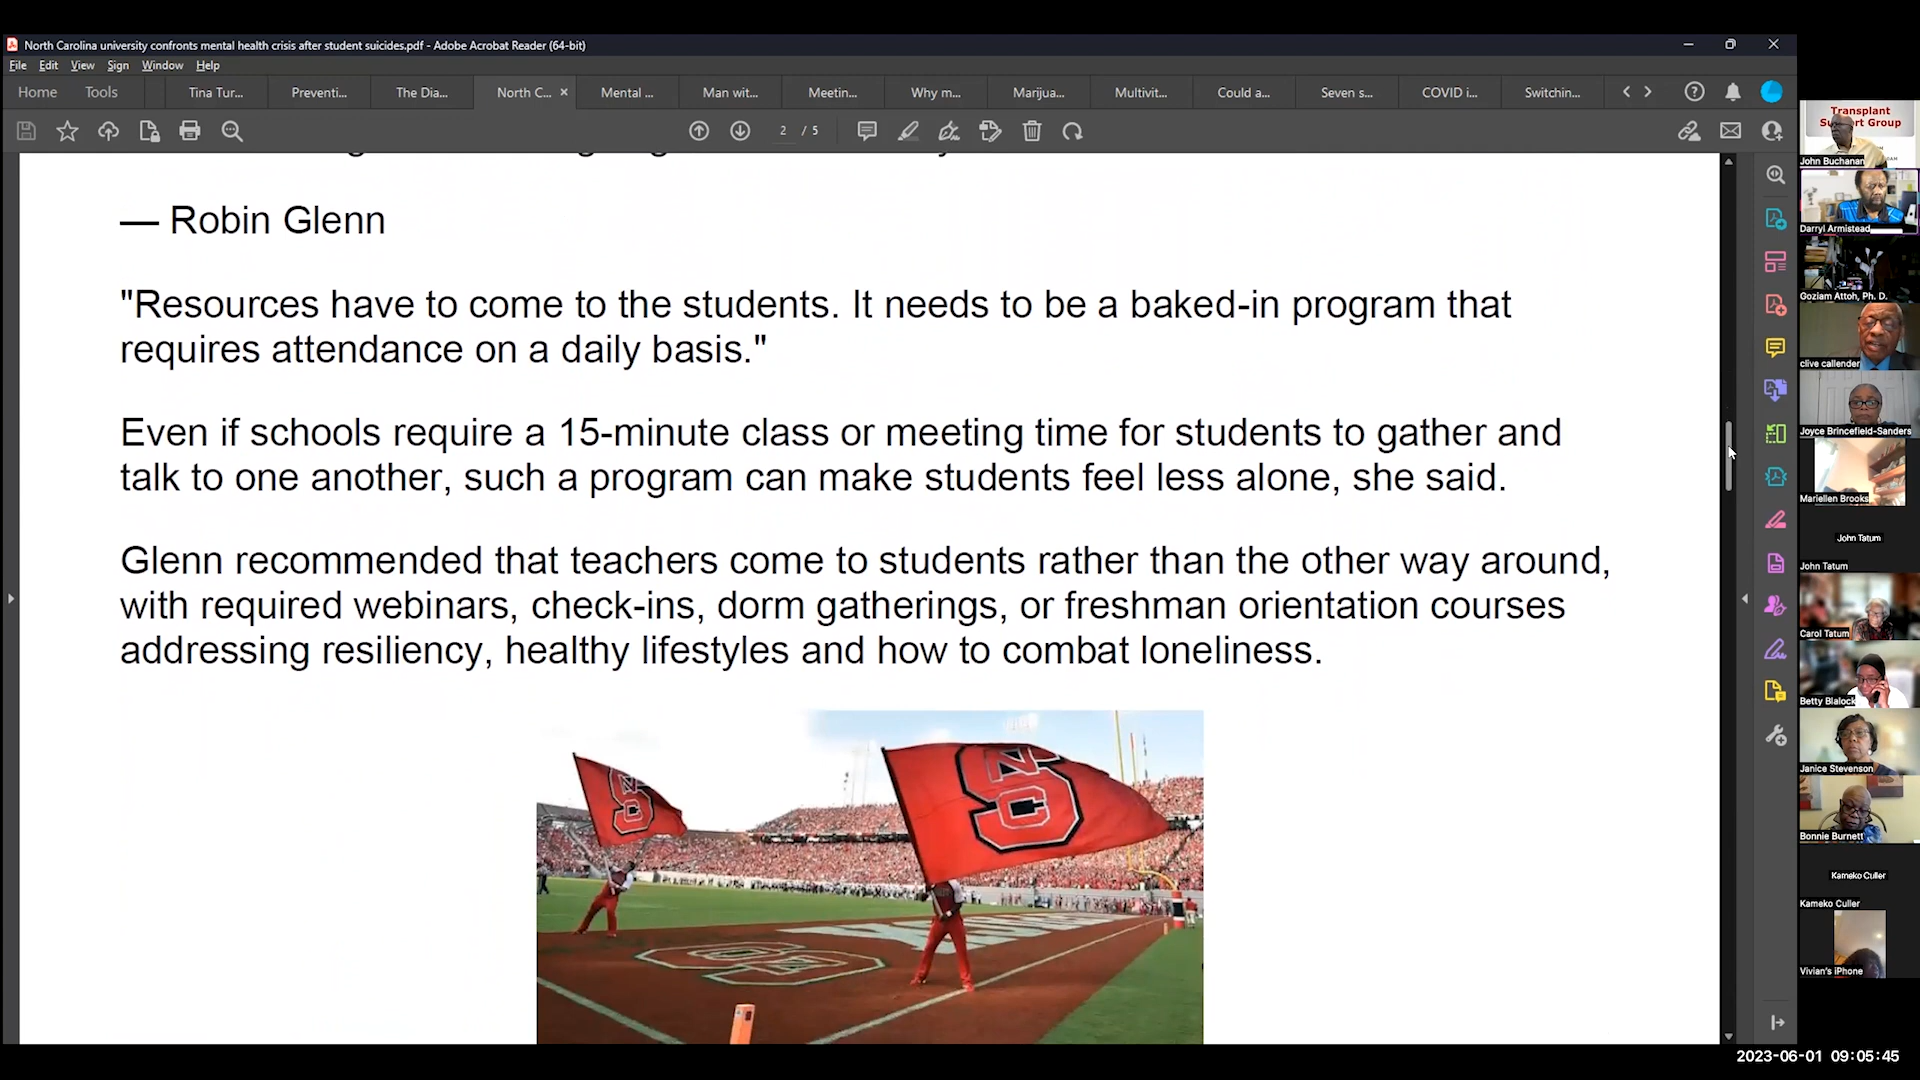 North Carolina university confronts mental health crisis after student suicides.pdf - Adobe Acrobat Reader (64-bit)
File Edit View Sign Window Help
Home Tools Tina Tur... Preventi... The Dia... North C... Mental ... Man wit... Meetin... Why m... Marijua... Multivit... Could a... Seven s... COVID i... Switchin...
2 / 5
— Robin Glenn
"Resources have to come to the students. It needs to be a baked-in program that
requires attendance on a daily basis."
Even if schools require a 15-minute class or meeting time for students to gather and
talk to one another, such a program can make students feel less alone, she said.
Glenn recommended that teachers come to students rather than the other way around,
with required webinars, check-ins, dorm gatherings, or freshman orientation courses
addressing resiliency, healthy lifestyles and how to combat loneliness.
NCS
NCS
Transplant
Group
John Buchanan
Darryl Armistead
Goziam Attoh, Ph. D.
clive callender
Joyce Brincefield-Sanders
Mariellen Brooks
John Tatum
John Tatum
Carol Tatum
Betty Blalock
Janice Stevenson
Bonnie Burnett
Kameko Culler
Kameko Culler
Vivian's iPhone
2023-06-01 09:05:45